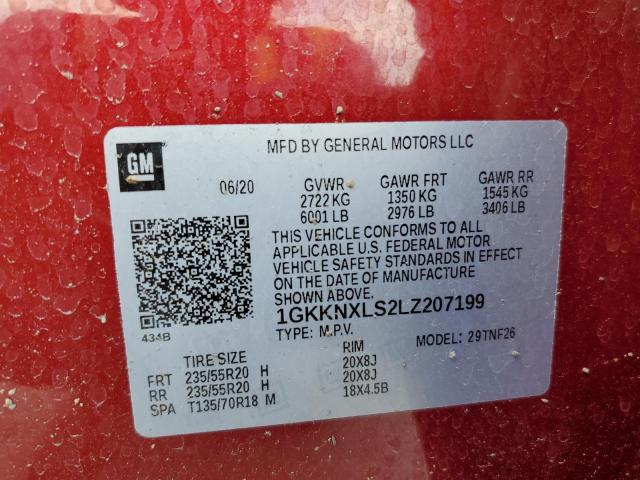 GM
MFD BY GENERAL MOTORS LLC
06/20 GVWR GAWR FRT GAWR RR
2722 KG 1350 KG 1545 KG
6001 LB 2976 LB 3406 LB
THIS VEHICLE CONFORMS TO ALL
APPLICABLE U.S. FEDERAL MOTOR
VEHICLE SAFETY STANDARDS IN EFFECT
ON THE DATE OF MANUFACTURE
SHOWN ABOVE.
1GKKNXLS2LZ207199
434B TYPE: M.P.V. MODEL: 29TNF26
TIRE SIZE RIM
FRT 235/55R20 H 20X8J
RR 235/55R20 H 20X8J
SPA T135/70R18 M 18X4.5B